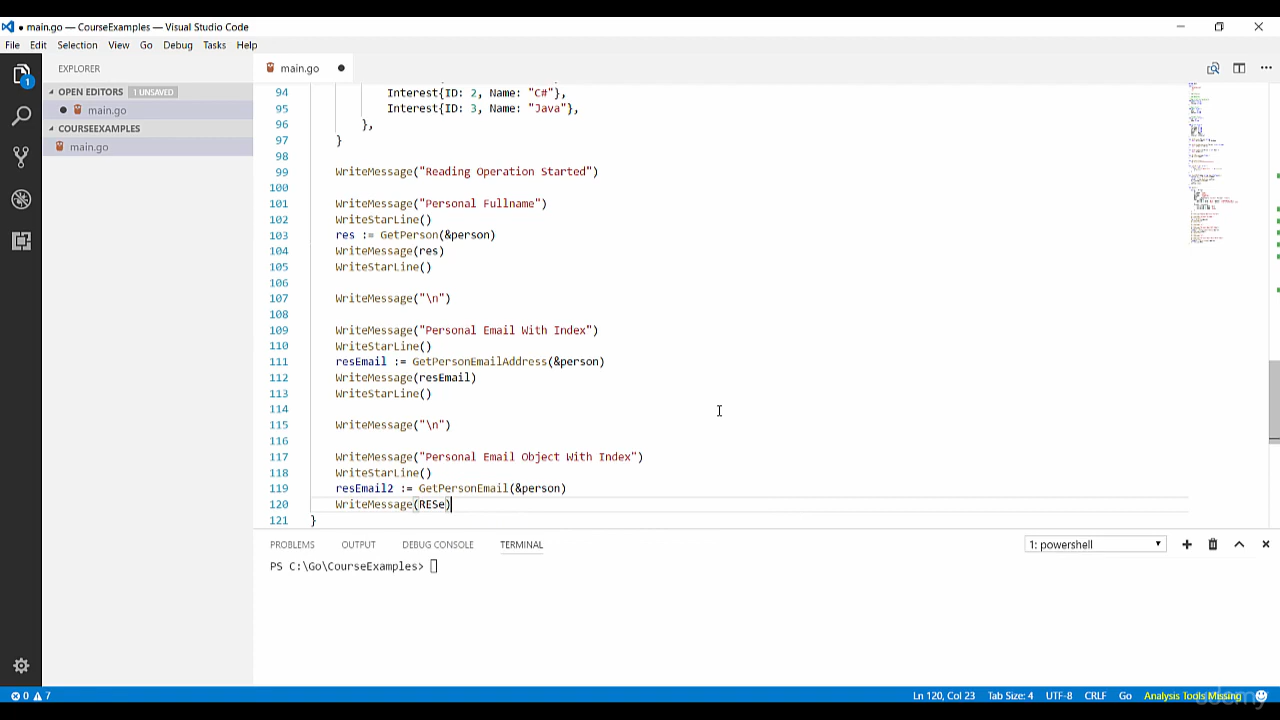 ● main.go — CourseExamples — Visual Studio Code
File Edit Selection View Go Debug Tasks Help
EXPLORER
main.go ●
OPEN EDITORS 1 UNSAVED
● main.go
COURSEEXAMPLES
main.go
1
94 Interest{ID: 2, Name: "C#"},
95 Interest{ID: 3, Name: "Java"},
96 },
97 }
98
99 WriteMessage("Reading Operation Started")
100
101 WriteMessage("Personal Fullname")
102 WriteStarLine()
103 res := GetPerson(&person)
104 WriteMessage(res)
105 WriteStarLine()
106
107 WriteMessage("\n")
108
109 WriteMessage("Personal Email With Index")
110 WriteStarLine()
111 resEmail := GetPersonEmailAddress(&person)
112 WriteMessage(resEmail)
113 WriteStarLine()
114
115 WriteMessage("\n")
116
117 WriteMessage("Personal Email Object With Index")
118 WriteStarLine()
119 resEmail2 := GetPersonEmail(&person)
120 WriteMessage(RESe)
121 }
PROBLEMS OUTPUT DEBUG CONSOLE TERMINAL 1: powershell
PS C:\Go\CourseExamples>
0 7 Ln 120, Col 23 Tab Size: 4 UTF-8 CRLF Go Analysis Tools Missing
udemy